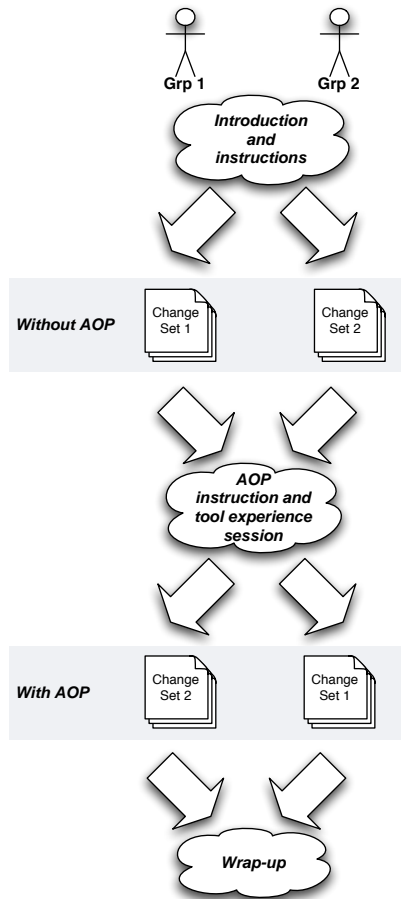 Grp 1
Grp 2
Introduction
and
instructions
Without AOP
Change
Set 1
Change
Set 2
AOP
instruction and
tool experience
session
With AOP
Change
Set 2
Change
Set 1
Wrap-up